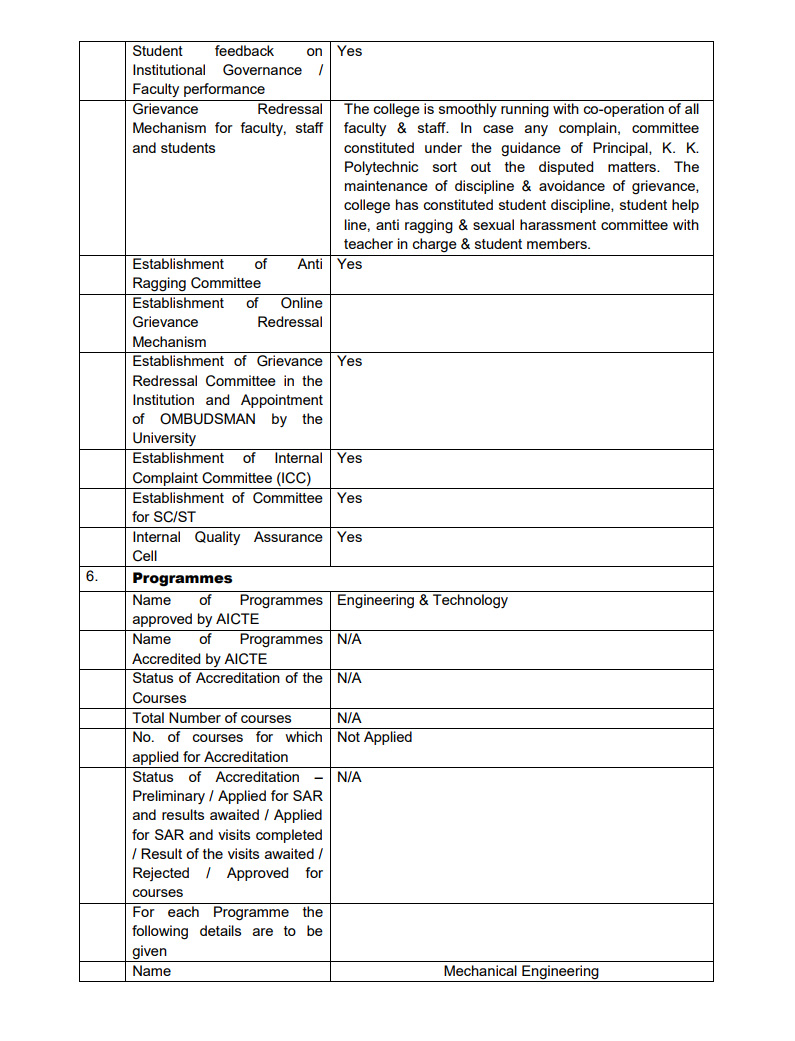 Student feedback on Yes
Institutional Governance /
Faculty performance
Grievance Redressal
Mechanism for faculty, staff
and students
The college is smoothly running with co-operation of all
faculty & staff. In case any complain, committee
constituted under the guidance of Principal, K. K.
Polytechnic sort out the disputed matters. The
maintenance of discipline & avoidance of grievance,
college has constituted student discipline, student help
line, anti ragging & sexual harassment committee with
teacher in charge & student members.
Establishment of Anti Yes
Ragging Committee
Establishment of Online
Grievance Redressal
Mechanism
Establishment of Grievance Yes
Redressal Committee in the
Institution and Appointment
of OMBUDSMAN by the
University
Establishment of Internal Yes
Complaint Committee (ICC)
Establishment of Committee Yes
for SC/ST
Internal Quality Assurance Yes
Cell
6. Programmes
Name of Programmes Engineering & Technology
approved by AICTE
Name of Programmes N/A
Accredited by AICTE
Status of Accreditation of the N/A
Courses
Total Number of courses N/A
No. of courses for which Not Applied
applied for Accreditation
Status of Accreditation – N/A
Preliminary / Applied for SAR
and results awaited / Applied
for SAR and visits completed
/ Result of the visits awaited /
Rejected / Approved for
courses
For each Programme the
following details are to be
given
Name Mechanical Engineering